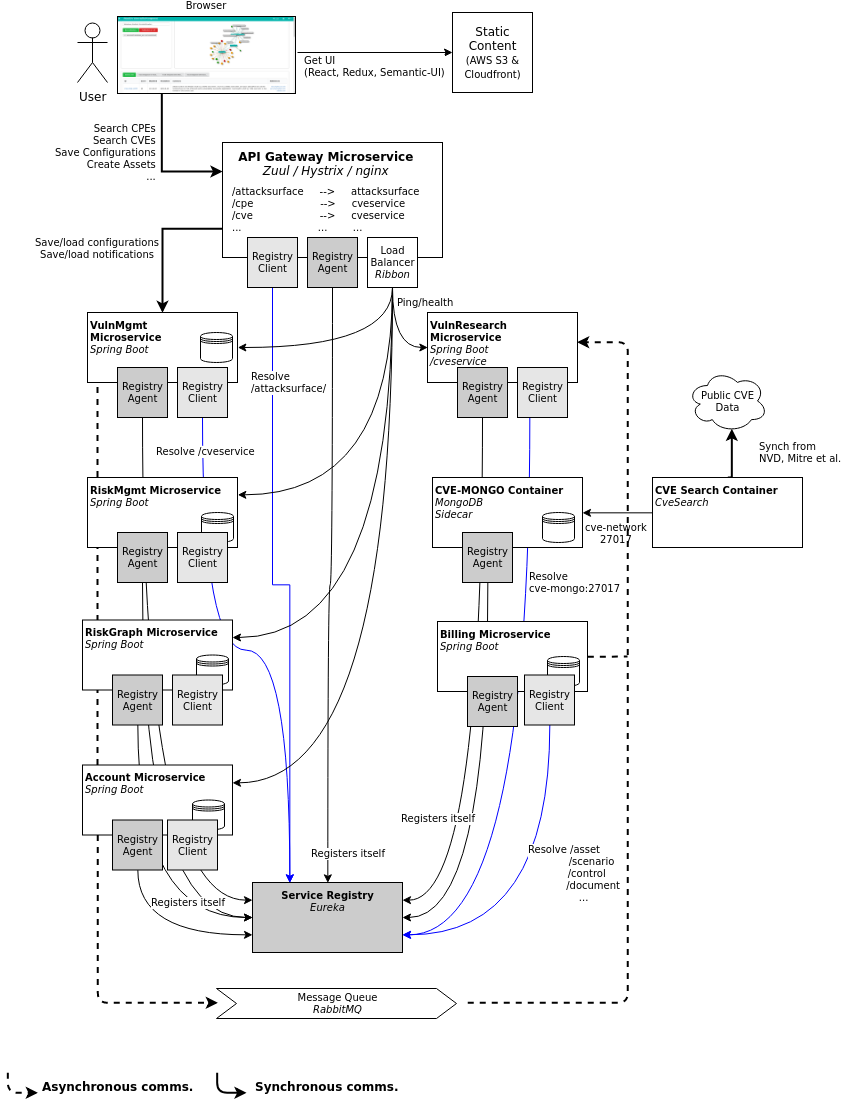 Browser
User
Get UI
(React, Redux, Semantic-UI)
Static
Content
(AWS S3 &
Cloudfront)
Search CPEs
Search CVEs
Save Configurations
Create Assets
...
API Gateway Microservice
Zuul / Hystrix / nginx
/attacksurface --> attacksurface
/cpe --> cveservice
/cve --> cveservice
... ... ...
Registry
Client
Registry
Agent
Load
Balancer
Ribbon
Save/load configurations
Save/load notifications
Ping/health
VulnMgmt
Microservice
Spring Boot
Registry
Agent
Registry
Client
Resolve
/attacksurface/
VulnResearch
Microservice
Spring Boot
/cveservice
Registry
Agent
Registry
Client
Public CVE
Data
Synch from
NVD, Mitre et al.
Resolve /cveservice
RiskMgmt Microservice
Spring Boot
Registry
Agent
Registry
Client
CVE-MONGO Container
MongoDB
Sidecar
Registry
Agent
cve-network
27017
CVE Search Container
CveSearch
Resolve
cve-mongo:27017
RiskGraph Microservice
Spring Boot
Registry
Agent
Registry
Client
Billing Microservice
Spring Boot
Registry
Agent
Registry
Client
Account Microservice
Spring Boot
Registry
Agent
Registry
Client
Registers itself
Registers itself
Registers itself
Resolve /asset
/scenario
/control
/document
...
Service Registry
Eureka
Message Queue
RabbitMQ
Asynchronous comms.
Synchronous comms.